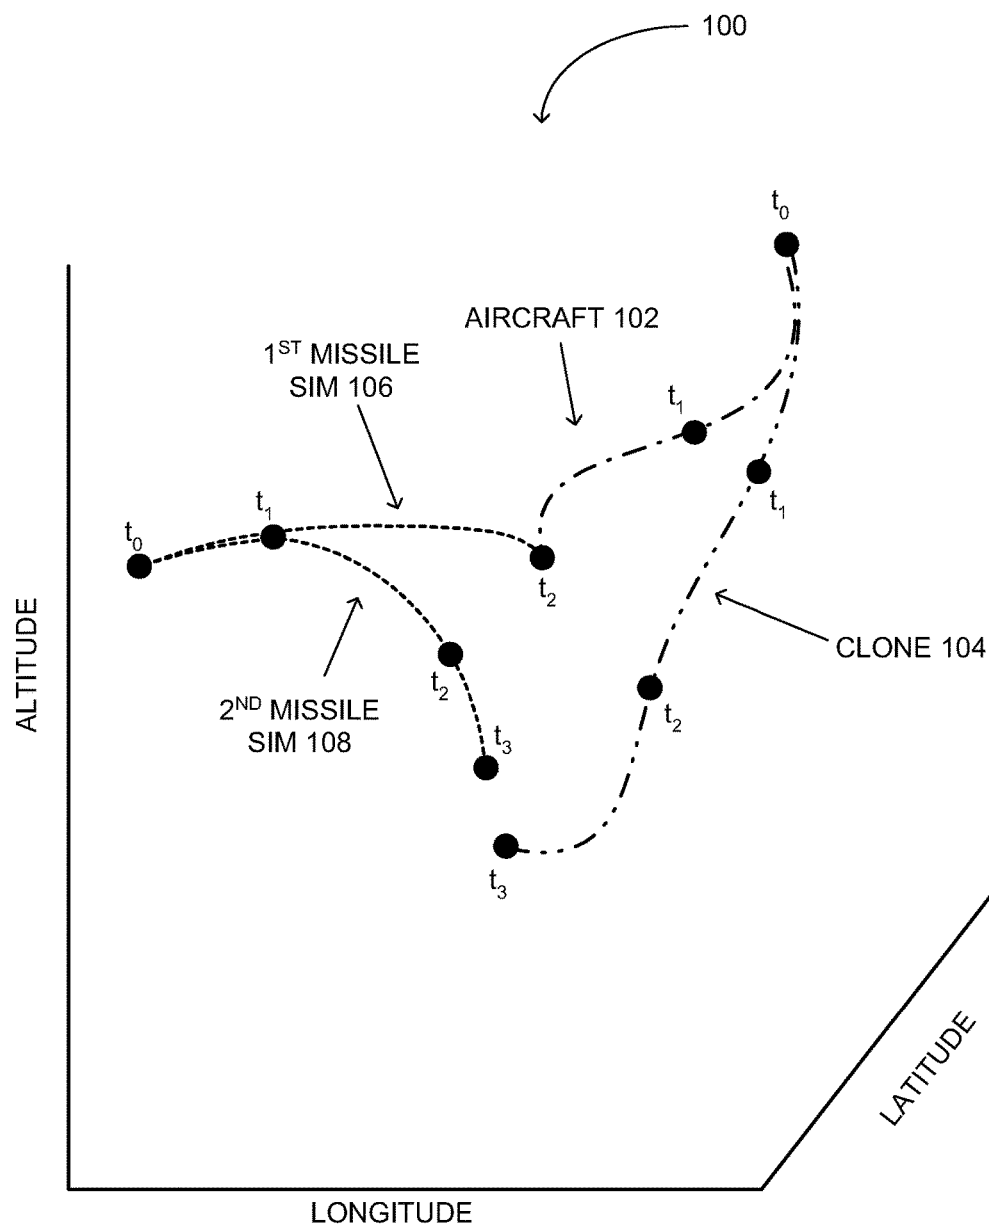 100
t0
AIRCRAFT 102
1ST MISSILE
SIM 106
t1
t1
t1
t0
t2
CLONE 104
t2
t2
2ND MISSILE
SIM 108
t3
t3
ALTITUDE
LATITUDE
LONGITUDE